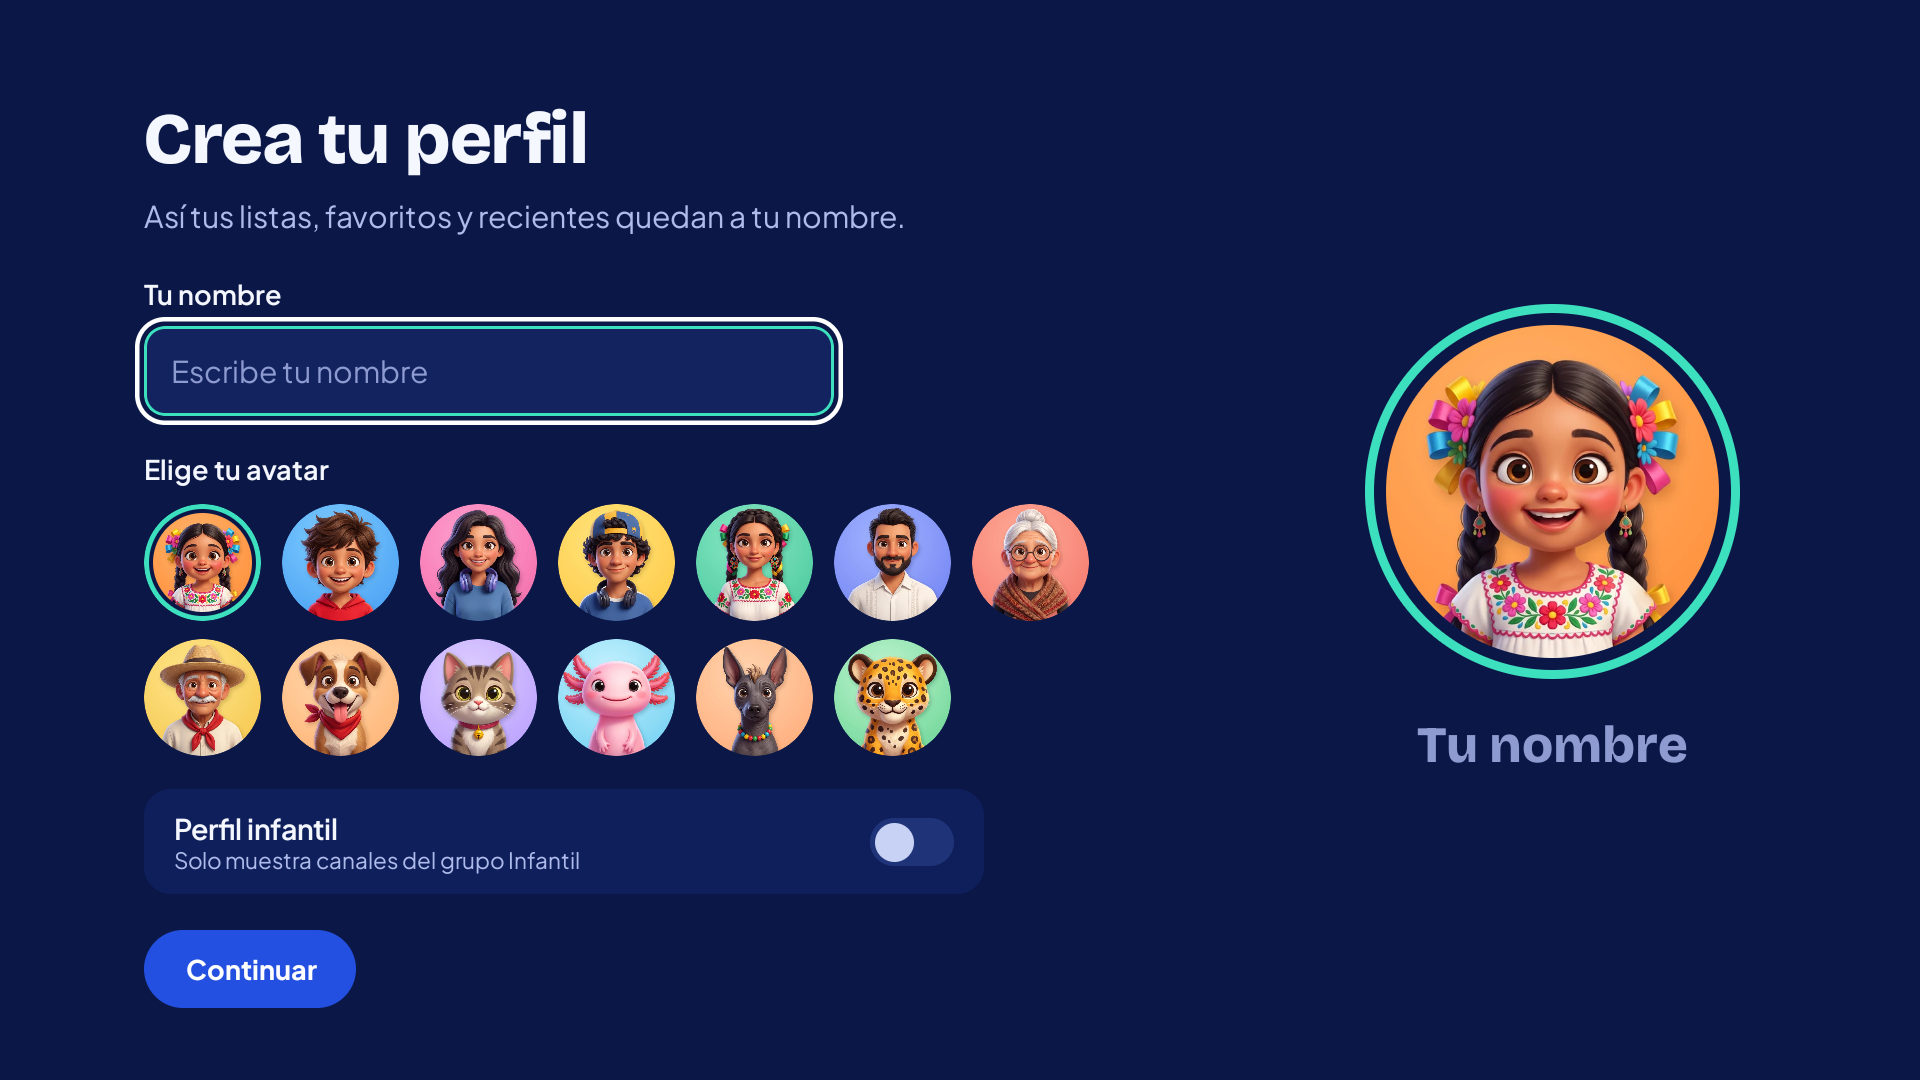 Crea tu perfil
Así tus listas, favoritos y recientes quedan a tu nombre.
Tu nombre
Escribe tu nombre
Elige tu avatar
Tu nombre
Perfil infantil
Solo muestra canales del grupo Infantil
Continuar